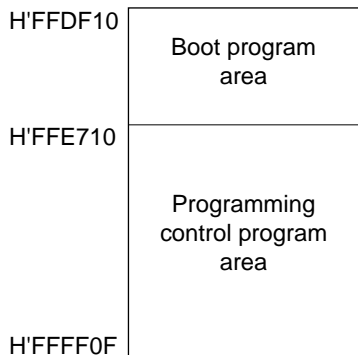 H'FFDF10
Boot program
area
H'FFE710
Programming
control program
area
H'FFFF0F